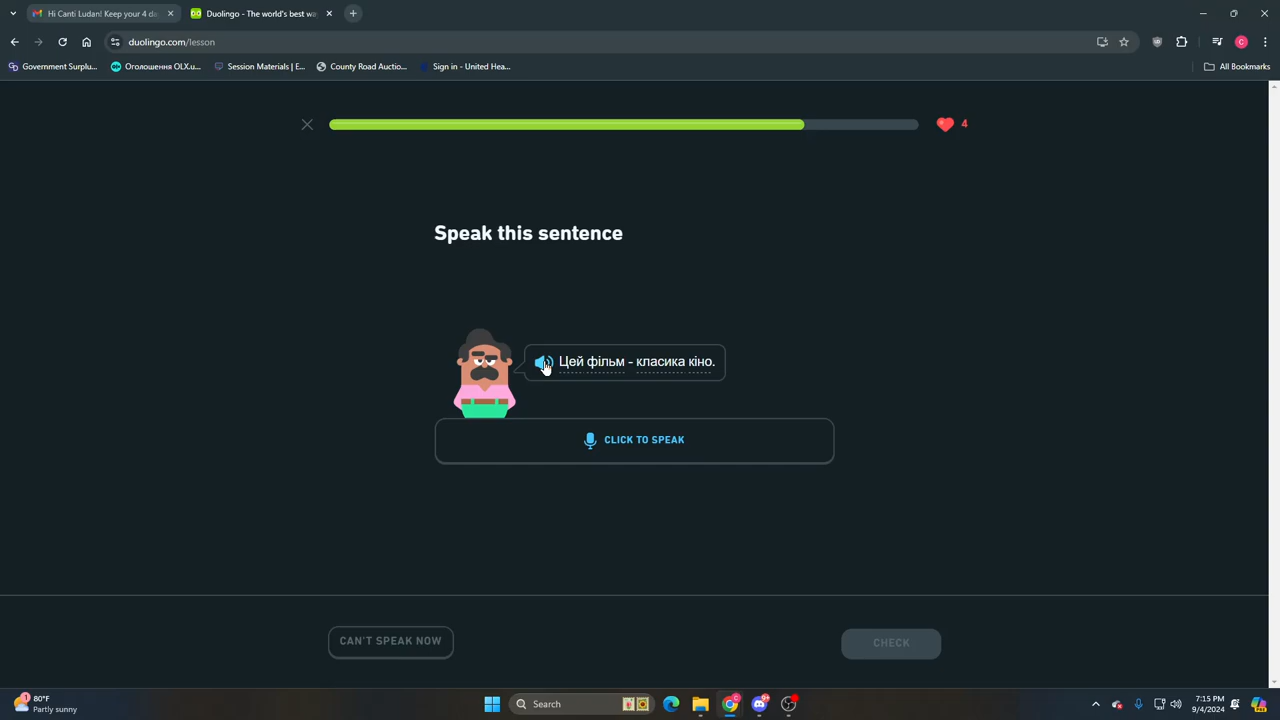 Hi Canti Ludan! Keep your 4 da
Duolingo - The world's best wa
duolingo.com/lesson
Government Surplu...
Оголошення OLX.u...
Session Materials | E...
County Road Auctio...
Sign in - United Hea...
All Bookmarks
4
Speak this sentence
Цей фільм - класика кіно.
CLICK TO SPEAK
CAN'T SPEAK NOW
CHECK
80°F
Partly sunny
Search
7:15 PM
9/4/2024